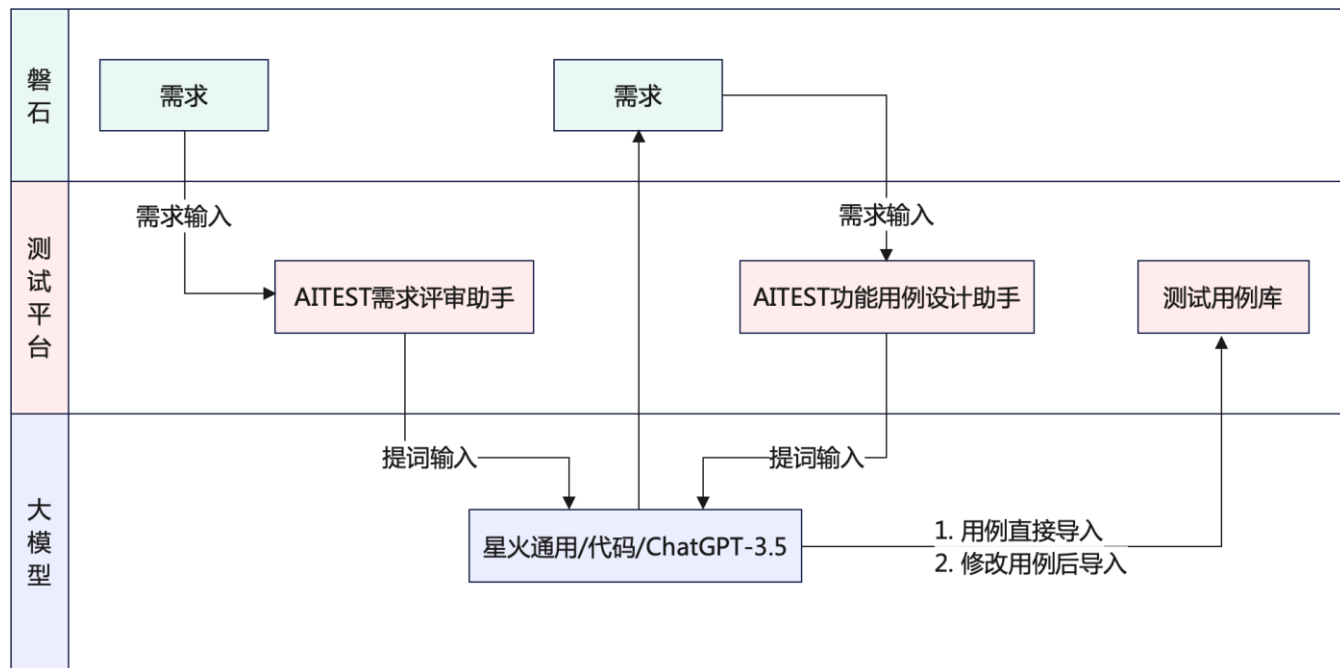 磐石
需求
需求
需求输入
需求输入
测试平台
AITEST需求评审助手
AITEST功能用例设计助手
测试用例库
提词输入
提词输入
大模型
星火通用/代码/ChatGPT-3.5
1. 用例直接导入
2. 修改用例后导入